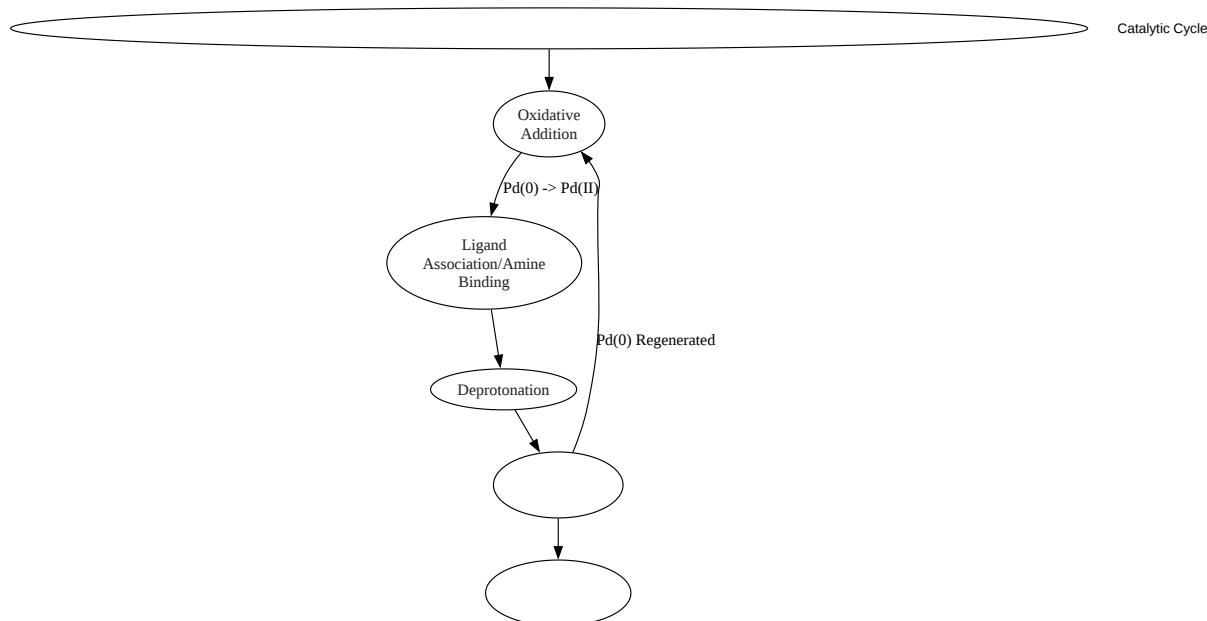 Catalytic Cycle
Oxidative
Addition
Pd(0) -> Pd(II)
Ligand
Association/Amine
Binding
Pd(0) Regenerated
Deprotonation